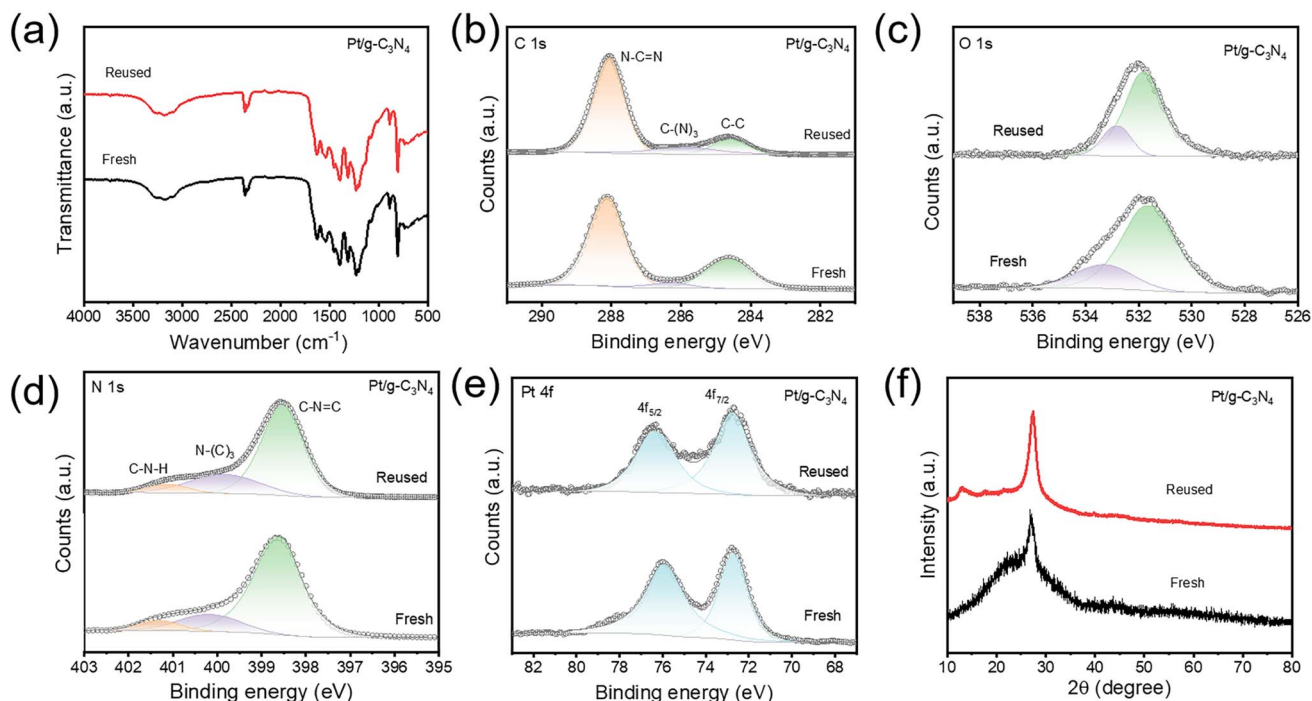 (a)
Pt/g-C₃N₄
Reused
Fresh
Transmittance (a.u.)
4000 3500 3000 2500 2000 1500 1000 500
Wavenumber (cm⁻¹)
(b)
C 1s
Pt/g-C₃N₄
N-C=N
C-(N)₃
C-C
Reused
Fresh
Counts (a.u.)
290 288 286 284 282
Binding energy (eV)
(c)
O 1s
Pt/g-C₃N₄
Reused
Fresh
Counts (a.u.)
538 536 534 532 530 528 526
Binding energy (eV)
(d)
N 1s
Pt/g-C₃N₄
C-N=C
N-(C)₃
C-N-H
Reused
Fresh
Counts (a.u.)
403 402 401 400 399 398 397 396 395
Binding energy (eV)
(e)
Pt 4f
Pt/g-C₃N₄
4f₅/₂
4f₇/₂
Reused
Fresh
Counts (a.u.)
82 80 78 76 74 72 70 68
Binding energy (eV)
(f)
Pt/g-C₃N₄
Reused
Fresh
Intensity (a.u.)
10 20 30 40 50 60 70 80
2θ (degree)